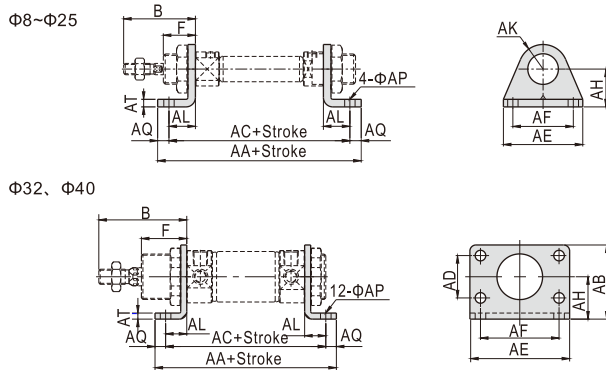 Φ8~Φ25
B
F
AK
4-ΦAP
AT
AH
AL
AL
AQ
AC+Stroke
AQ
AF
AA+Stroke
AE
Φ32、Φ40
B
F
AD
AB
AH
12-ΦAP
AT
AL
AL
AQ
AC+Stroke
AQ
AF
AA+Stroke
AE